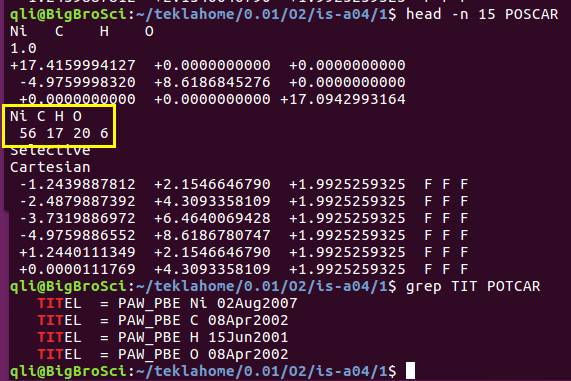 qli@BigBroSci:~/teklahome/0.01/O2/is-a04/1$ head -n 15 POSCAR
Ni C H O
1.0
+17.4159994127 +0.0000000000 +0.0000000000
-4.9759998320 +8.6186845276 +0.0000000000
+0.0000000000 +0.0000000000 +17.0942993164
Ni C H O
56 17 20 6
Selective
Cartesian
-1.2439887812 +2.1546646790 +1.9925259325 F F F
-2.4879887392 +4.3093358109 +1.9925259325 F F F
-3.7319886972 +6.4640069428 +1.9925259325 F F F
-4.9759886552 +8.6186780747 +1.9925259325 F F F
+1.2440111349 +2.1546646790 +1.9925259325 F F F
+0.0000111769 +4.3093358109 +1.9925259325 F F F
qli@BigBroSci:~/teklahome/0.01/O2/is-a04/1$ grep TIT POTCAR
TITEL = PAW_PBE Ni 02Aug2007
TITEL = PAW_PBE C 08Apr2002
TITEL = PAW_PBE H 15Jun2001
TITEL = PAW_PBE O 08Apr2002
qli@BigBroSci:~/teklahome/0.01/O2/is-a04/1$